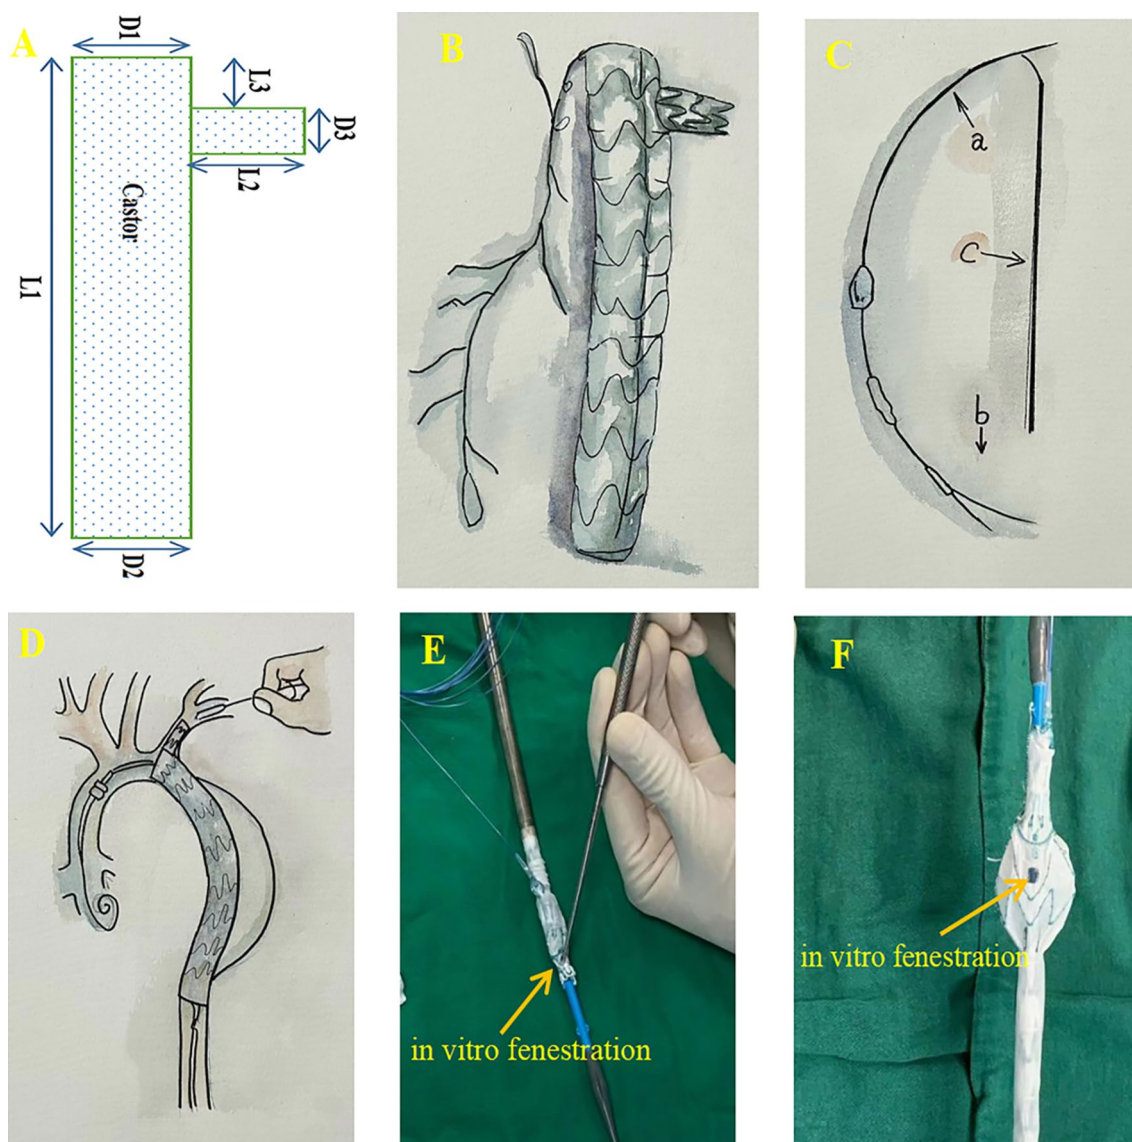 A
D1
L3
D3
L2
Castor
L1
D2
B
C
a
c
b
D
E
in vitro fenestration
F
in vitro fenestration